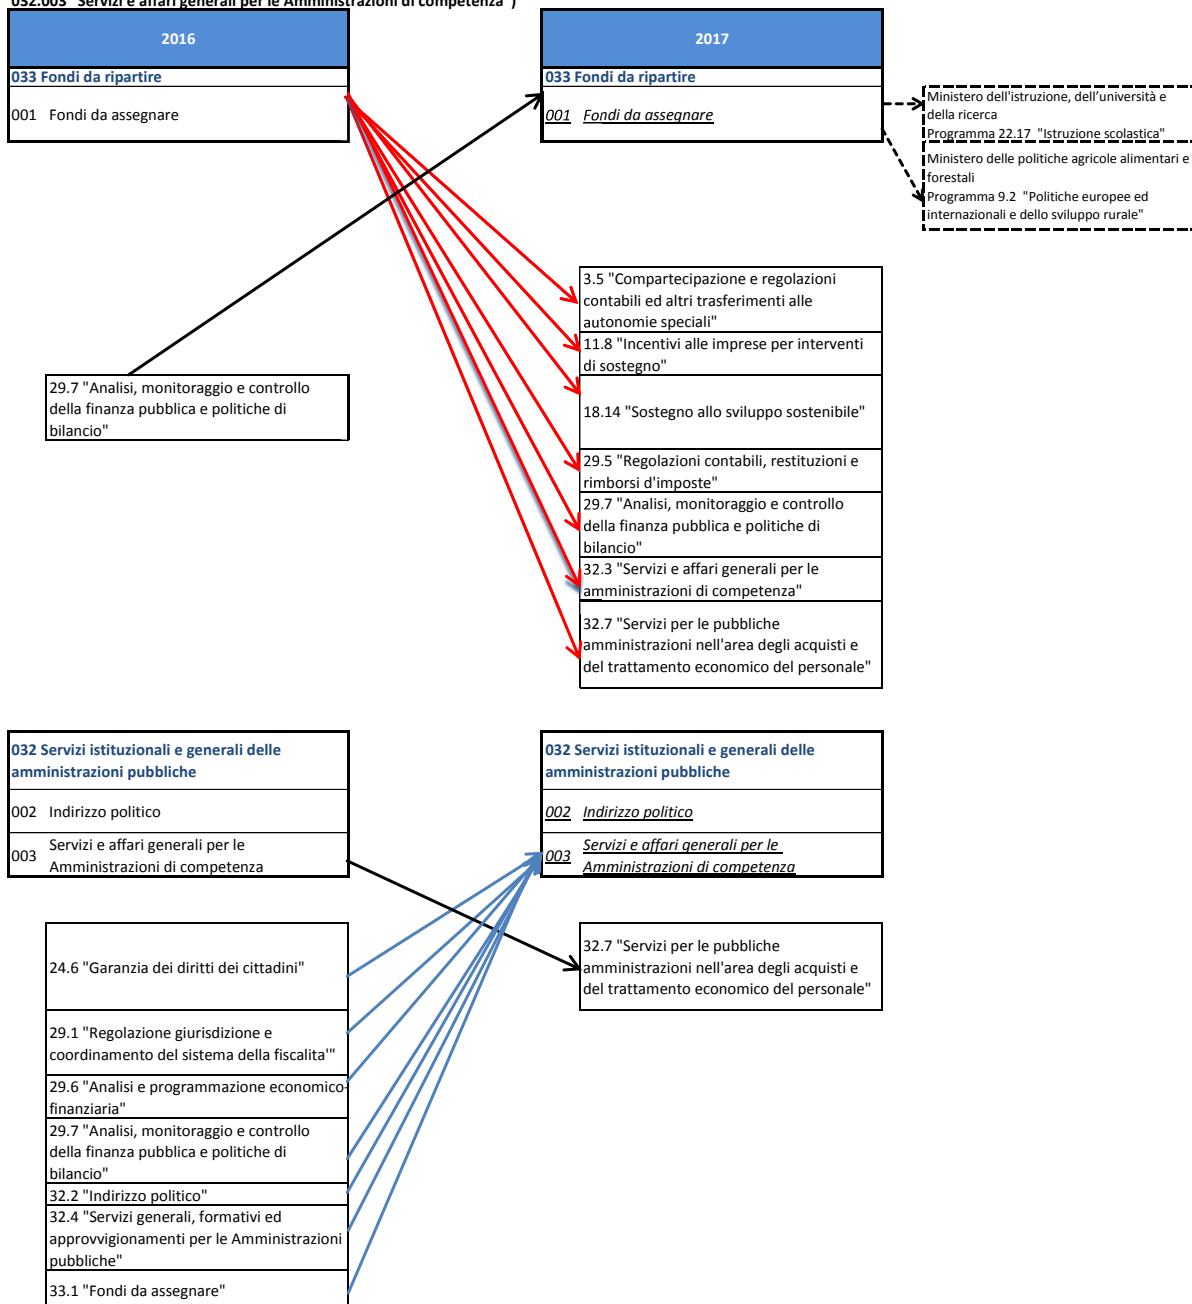 032.003 "Servizi e affari generali per le Amministrazioni di competenza")
2016
2017
033 Fondi da ripartire
033 Fondi da ripartire
001 Fondi da assegnare
001 Fondi da assegnare
Ministero dell'istruzione, dell'università e
della ricerca
Programma 22.17 "Istruzione scolastica"
Ministero delle politiche agricole alimentari e
forestali
Programma 9.2 "Politiche europee ed
internazionali e dello sviluppo rurale"
3.5 "Compartecipazione e regolazioni
contabili ed altri trasferimenti alle
autonomie speciali"
11.8 "Incentivi alle imprese per interventi
di sostegno"
29.7 "Analisi, monitoraggio e controllo
della finanza pubblica e politiche di
bilancio"
18.14 "Sostegno allo sviluppo sostenibile"
29.5 "Regolazioni contabili, restituzioni e
rimborsi d'imposte"
29.7 "Analisi, monitoraggio e controllo
della finanza pubblica e politiche di
bilancio"
32.3 "Servizi e affari generali per le
amministrazioni di competenza"
32.7 "Servizi per le pubbliche
amministrazioni nell'area degli acquisti e
del trattamento economico del personale"
032 Servizi istituzionali e generali delle
amministrazioni pubbliche
032 Servizi istituzionali e generali delle
amministrazioni pubbliche
002 Indirizzo politico
002 Indirizzo politico
003 Servizi e affari generali per le
Amministrazioni di competenza
003 Servizi e affari generali per le
Amministrazioni di competenza
24.6 "Garanzia dei diritti dei cittadini"
32.7 "Servizi per le pubbliche
amministrazioni nell'area degli acquisti e
del trattamento economico del personale"
29.1 "Regolazione giurisdizione e
coordinamento del sistema della fiscalita'"
29.6 "Analisi e programmazione economico-
finanziaria"
29.7 "Analisi, monitoraggio e controllo
della finanza pubblica e politiche di
bilancio"
32.2 "Indirizzo politico"
32.4 "Servizi generali, formativi ed
approvvigionamenti per le Amministrazioni
pubbliche"
33.1 "Fondi da assegnare"